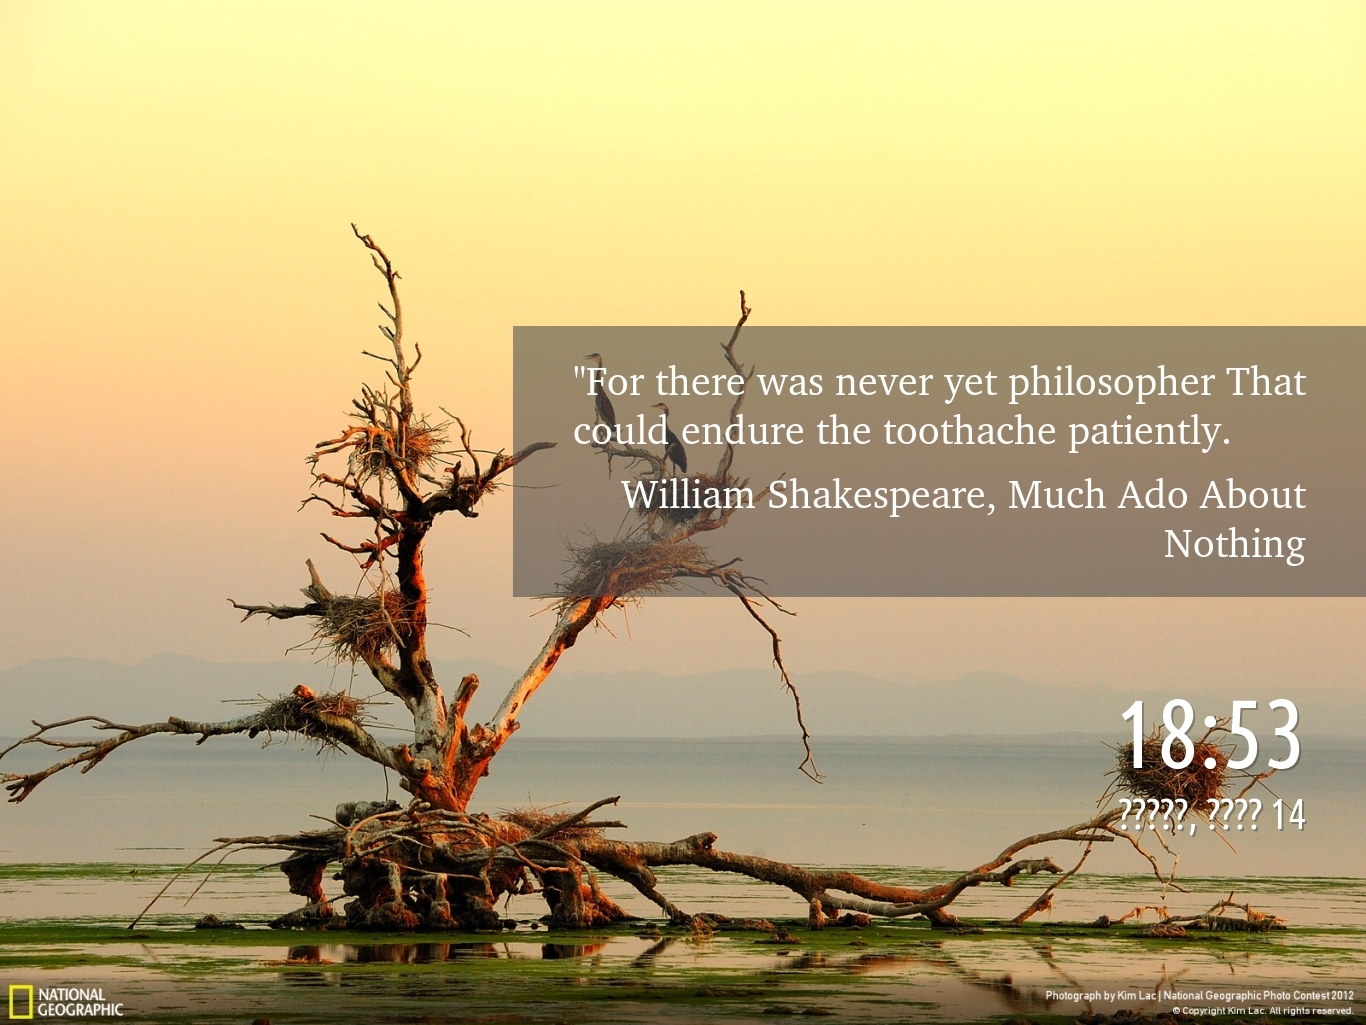 "For there was never yet philosopher That
could endure the toothache patiently.
William Shakespeare, Much Ado About
Nothing
18:53
?????, ???? 14
NATIONAL
GEOGRAPHIC
Photograph by Kim Lac | National Geographic Photo Contest 2012
© Copyright Kim Lac. All rights reserved.